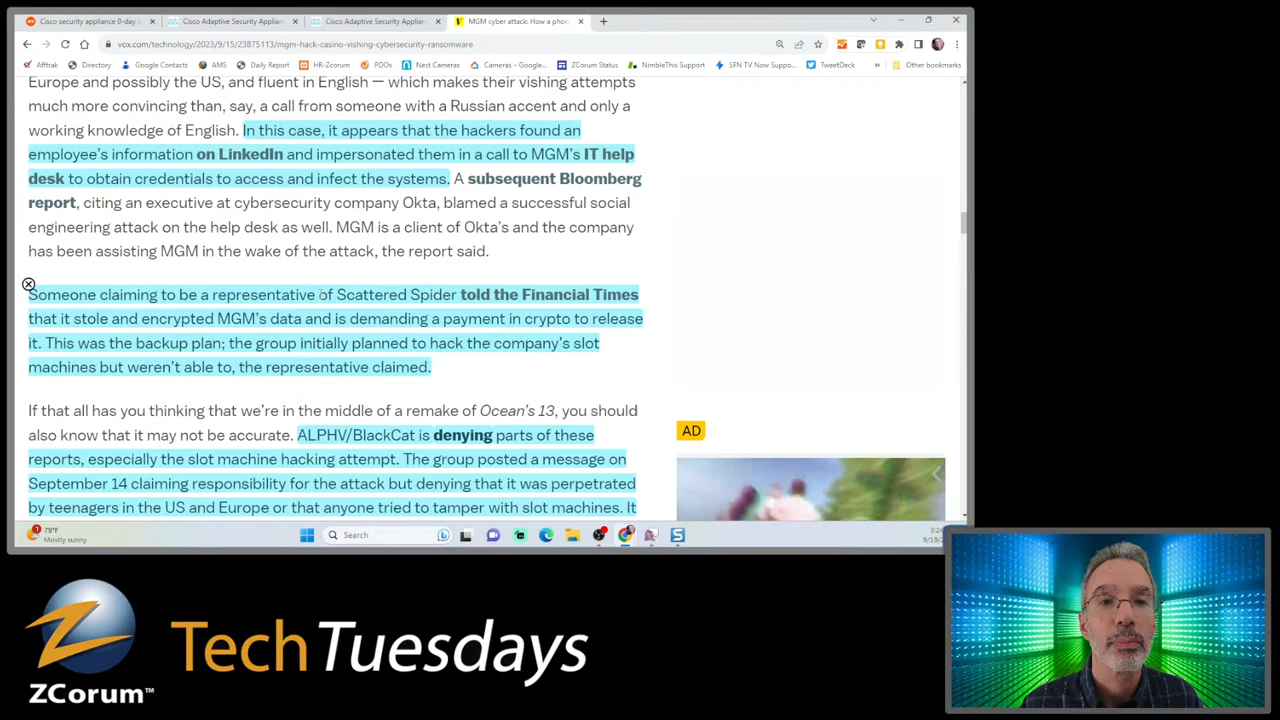 Cisco security appliance 0-day
Cisco Adaptive Security Applian
Cisco Adaptive Security Applian
MGM cyber attack: How a phon
vox.com/technology/2023/9/15/23875113/mgm-hack-casino-vishing-cybersecurity-ransomware
Afftrak
Directory
Google Contacts
AMS
Daily Report
HR-Zcorum
PDOs
Nest Cameras
Cameras – Google...
ZCorum Status
NimbleThis Support
SFN TV Suppo...
TweetDeck
»
Other bookmarks
Europe and possibly the US, and fluent in English — which makes their vishing attempts
much more convincing than, say, a call from someone with a Russian accent and only a
working knowledge of English. In this case, it appears that the hackers found an
employee's information on LinkedIn and impersonated them in a call to MGM's IT help
desk to obtain credentials to access and infect the systems. A subsequent Bloomberg
report, citing an executive at cybersecurity company Okta, blamed a successful social
engineering attack on the help desk as well. MGM is a client of Okta's and the company
has been assisting MGM in the wake of the attack, the report said.
Someone claiming to be a representative of Scattered Spider told the Financial Times
that it stole and encrypted MGM's data and is demanding a payment in crypto to release
it. This was the backup plan; the group initially planned to hack the company's slot
machines but weren't able to, the representative claimed.
If that all has you thinking that we're in the middle of a remake of Ocean's 13, you should
also know that it may not be accurate. ALPHV/BlackCat is denying parts of these
reports, especially the slot machine hacking attempt. The group posted a message on
September 14 claiming responsibility for the attack but denying that it was perpetrated
by teenagers in the US and Europe or that anyone tried to tamper with slot machines. It
AD
1
79°F
Mostly sunny
Search
3:24
9/19/
Z
TechTuesdays
ZCorum™